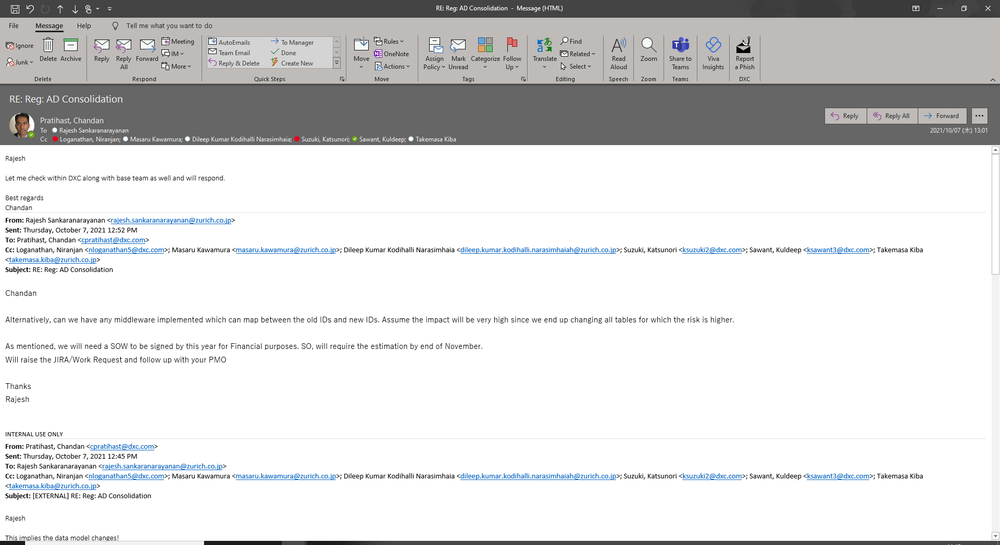 RE: Reg: AD Consolidation - Message (HTML)
File Message Help Tell me what you want to do
Ignore
Junk
Delete
Archive
Delete
Reply
Reply All
Forward
Meeting
IM
More
Respond
AutoEmails
To Manager
Team Email
Done
Reply & Delete
Create New
Quick Steps
Move
Rules
OneNote
Actions
Move
Assign Policy
Mark Unread
Categorize
Follow Up
Tags
Translate
Find
Related
Select
Editing
Read Aloud
Speech
Zoom
Zoom
Share to Teams
Teams
Viva Insights
Report a Phish
DXC
RE: Reg: AD Consolidation
Pratihast, Chandan
To Rajesh Sankaranarayanan
Cc Loganathan, Niranjan; Masaru Kawamura; Dileep Kumar Kodihalli Narasimhaia; Suzuki, Katsunori; Sawant, Kuldeep; Takemasa Kiba
Reply Reply All Forward
2021/10/07 (木) 13:01
Rajesh
Let me check within DXC along with base team as well and will respond.
Best regards
Chandan
From: Rajesh Sankaranarayanan <rajesh.sankaranarayanan@zurich.co.jp>
Sent: Thursday, October 7, 2021 12:52 PM
To: Pratihast, Chandan <cpratihast@dxc.com>
Cc: Loganathan, Niranjan <nloganathan5@dxc.com>; Masaru Kawamura <masaru.kawamura@zurich.co.jp>; Dileep Kumar Kodihalli Narasimhaia <dileep.kumar.kodihalli.narasimhaiah@zurich.co.jp>; Suzuki, Katsunori <ksuzuki2@dxc.com>; Sawant, Kuldeep <ksawant3@dxc.com>; Takemasa Kiba
<takemasa.kiba@zurich.co.jp>
Subject: RE: Reg: AD Consolidation
Chandan
Alternatively, can we have any middleware implemented which can map between the old IDs and new IDs. Assume the impact will be very high since we end up changing all tables for which the risk is higher.
As mentioned, we will need a SOW to be signed by this year for Financial purposes. SO, will require the estimation by end of November.
Will raise the JIRA/Work Request and follow up with your PMO
Thanks
Rajesh
INTERNAL USE ONLY
From: Pratihast, Chandan <cpratihast@dxc.com>
Sent: Thursday, October 7, 2021 12:45 PM
To: Rajesh Sankaranarayanan <rajesh.sankaranarayanan@zurich.co.jp>
Cc: Loganathan, Niranjan <nloganathan5@dxc.com>; Masaru Kawamura <masaru.kawamura@zurich.co.jp>; Dileep Kumar Kodihalli Narasimhaia <dileep.kumar.kodihalli.narasimhaiah@zurich.co.jp>; Suzuki, Katsunori <ksuzuki2@dxc.com>; Sawant, Kuldeep <ksawant3@dxc.com>; Takemasa Kiba
<takemasa.kiba@zurich.co.jp>
Subject: [EXTERNAL] RE: Reg: AD Consolidation
Rajesh
This implies the data model changes!